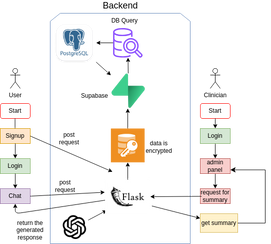 Backend
DB Query
PostgreSQL
User
Clinician
Supabase
Start
Start
Signup
post
request
data is
encrypted
Login
Login
admin
panel
Chat
post
request
Flask
request for
summary
return the
generated
response
get summary